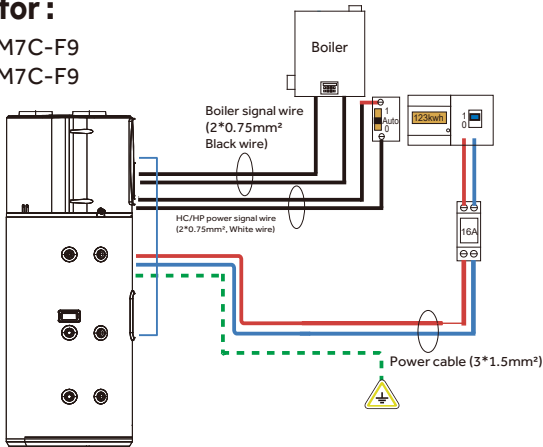 for :
M7C-F9
M7C-F9
Boiler
Boiler signal wire
(2*0.75mm²
Black wire)
1
Auto
0
123kwh
1
0
HC/HP power signal wire
(2*0.75mm², White wire)
16A
Power cable (3*1.5mm²)